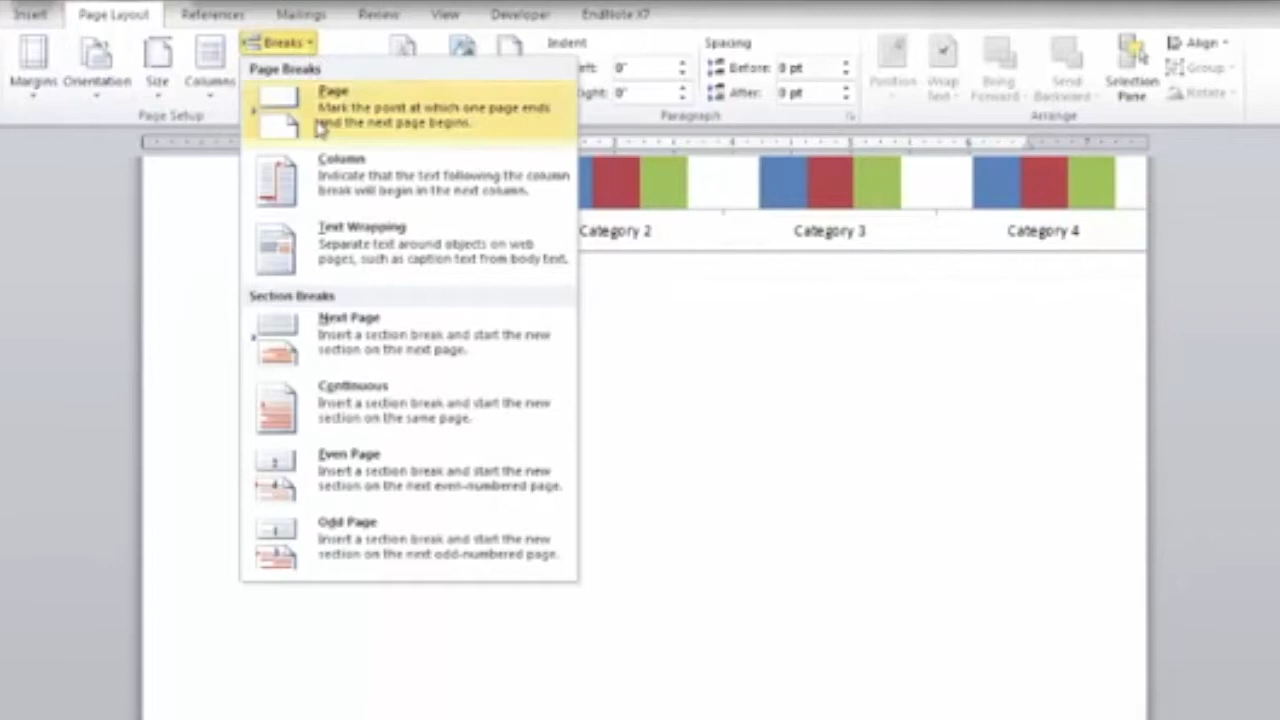 Insert Page Layout References Mailings Review View Developer EndNote X7
Breaks Indent Spacing Align
Left: 0" Before: 0 pt Group
Right: 0" After: 0 pt Rotate
Margins Orientation Size Columns Position Wrap Text Bring Forward Send Backward Selection Pane
Page Setup Paragraph Arrange
Page Breaks
Page
Mark the point at which one page ends
and the next page begins.
Column
Indicate that the text following the column
break will begin in the next column.
Text Wrapping
Separate text around objects on web
pages, such as caption text from body text.
Section Breaks
Next Page
Insert a section break and start the new
section on the next page.
Continuous
Insert a section break and start the new
section on the same page.
Even Page
Insert a section break and start the new
section on the next even-numbered page.
Odd Page
Insert a section break and start the new
section on the next odd-numbered page.
Category 2 Category 3 Category 4